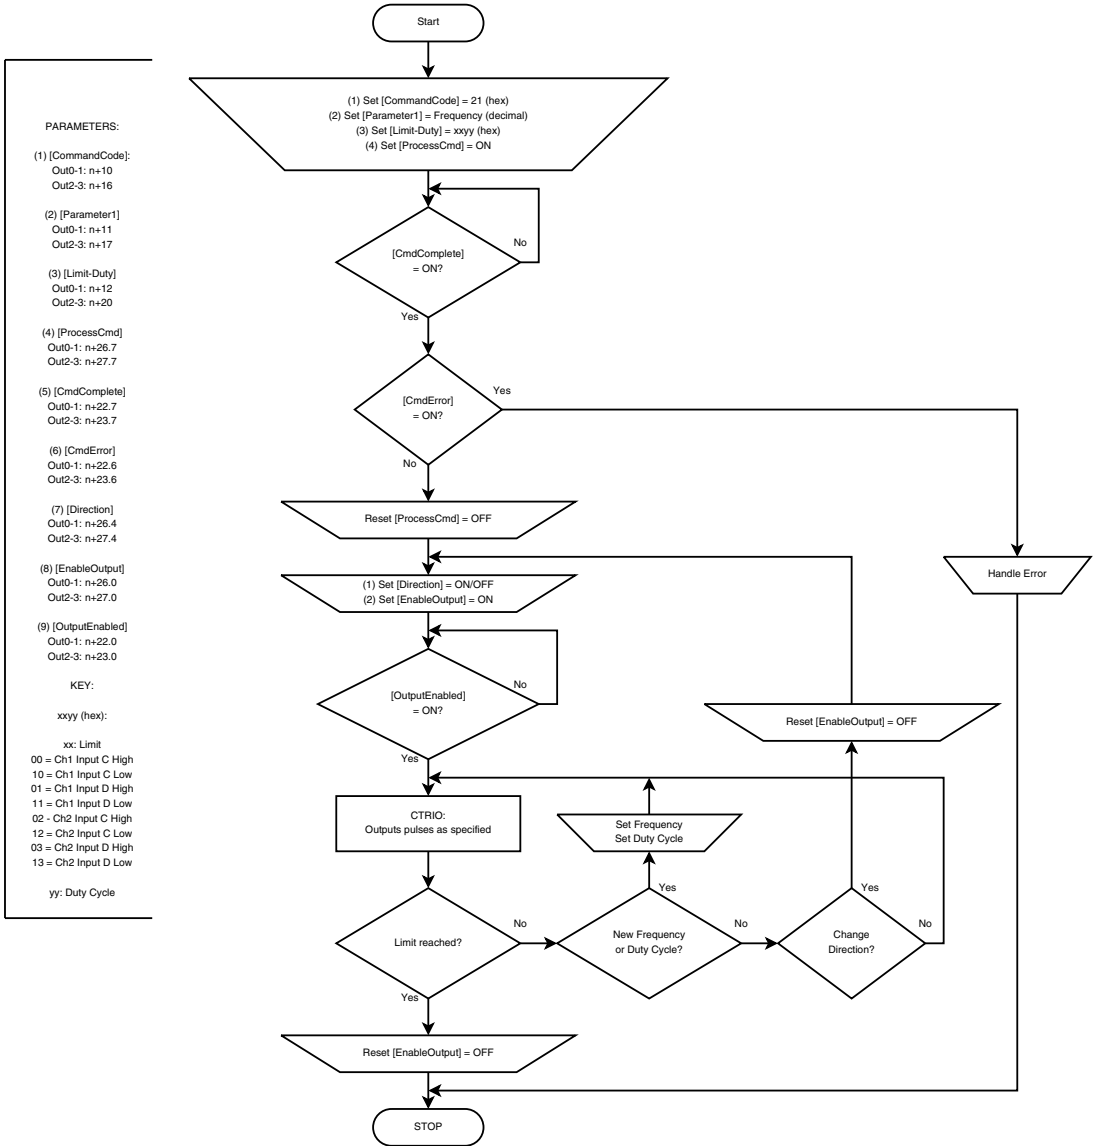 Start
(1) Set [CommandCode] = 21 (hex)
(2) Set [Parameter1] = Frequency (decimal)
(3) Set [Limit-Duty] = xxyy (hex)
(4) Set [ProcessCmd] = ON
PARAMETERS:
(1) [CommandCode]:
Out0-1: n+10
Out2-3: n+16
(2) [Parameter1]
Out0-1: n+11
Out2-3: n+17
(3) [Limit-Duty]
Out0-1: n+12
Out2-3: n+20
(4) [ProcessCmd]
Out0-1: n+26.7
Out2-3: n+27.7
(5) [CmdComplete]
Out0-1: n+22.7
Out2-3: n+23.7
(6) [CmdError]
Out0-1: n+22.6
Out2-3: n+23.6
(7) [Direction]
Out0-1: n+26.4
Out2-3: n+27.4
(8) [EnableOutput]
Out0-1: n+26.0
Out2-3: n+27.0
(9) [OutputEnabled]
Out0-1: n+22.0
Out2-3: n+23.0
KEY:
xxyy (hex):
xx: Limit
00 = Ch1 Input C High
10 = Ch1 Input C Low
01 = Ch1 Input D High
11 = Ch1 Input D Low
02 - Ch2 Input C High
12 = Ch2 Input C Low
03 = Ch2 Input D High
13 = Ch2 Input D Low
yy: Duty Cycle
[CmdComplete]
= ON?
No
Yes
[CmdError]
= ON?
Yes
No
Reset [ProcessCmd] = OFF
Handle Error
(1) Set [Direction] = ON/OFF
(2) Set [EnableOutput] = ON
[OutputEnabled]
= ON?
No
Yes
Reset [EnableOutput] = OFF
CTRIO:
Outputs pulses as specified
Set Frequency
Set Duty Cycle
Yes
Yes
Limit reached?
No
New Frequency
or Duty Cycle?
No
Change
Direction?
No
Yes
Reset [EnableOutput] = OFF
STOP